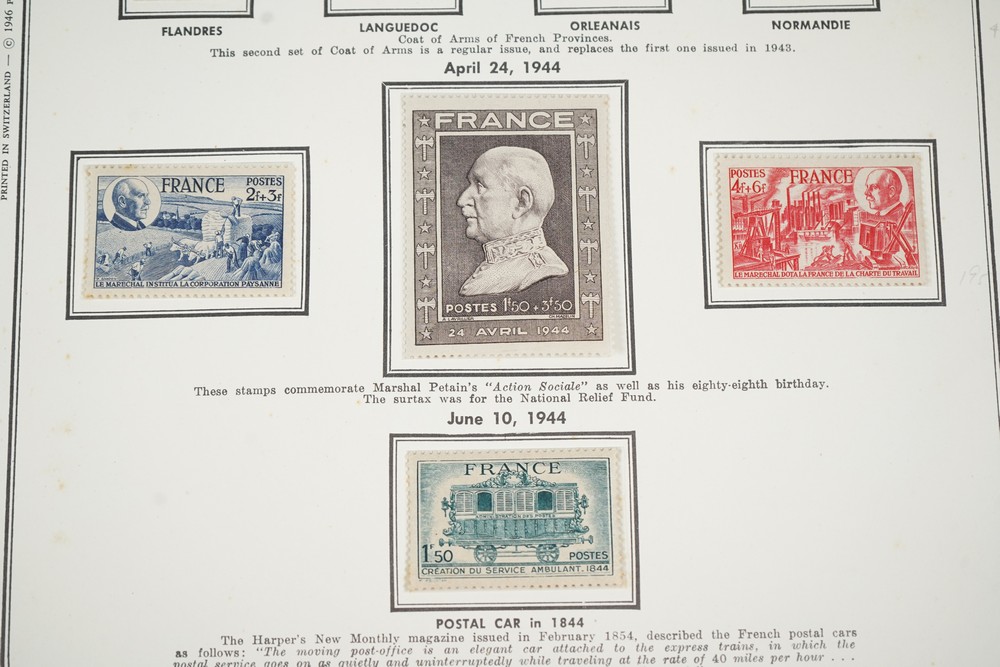 FLANDRES
LANGUEDOC
ORLEANAIS
NORMANDIE
Coat of Arms of French Provinces.
This second set of Coat of Arms is a regular issue, and replaces the first one issued in 1943.
April 24, 1944
PRINTED IN SWITZERLAND — © 1946
FRANCE
POSTES
2F+3F
LE MARECHAL INSTITUA LA CORPORATION PAYSANNE
FRANCE
POSTES 1F50 + 3F50
24 AVRIL 1944
POSTES
4F+6F
FRANCE
LE MARECHAL DOTA LA FRANCE DE LA CHARTE DU TRAVAIL
These stamps commemorate Marshal Petain's "Action Sociale" as well as his eighty-eighth birthday.
The surtax was for the National Relief Fund.
June 10, 1944
FRANCE
ADMINISTRATION DES POSTES
1F50
POSTES
CRÉATION DU SERVICE AMBULANT. 1844
POSTAL CAR in 1844
The Harper's New Monthly magazine issued in February 1854, described the French postal cars
as follows: "The moving post-office is an elegant car attached to the express trains, in which the
postal service goes on as quietly and uninterruptedly while traveling at the rate of 40 miles per hour . . .